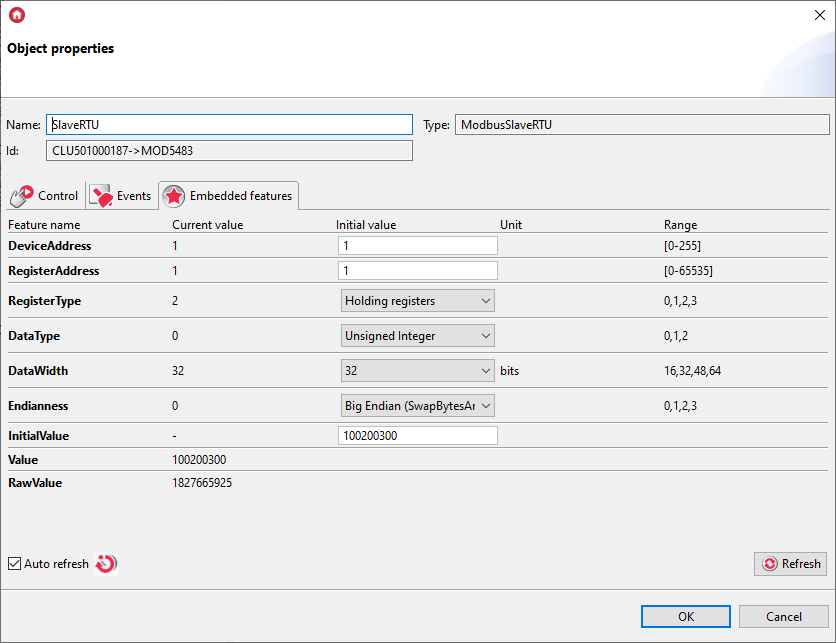 Object properties
Name: SlaveRTU Type: ModbusSlaveRTU
Id: CLU501000187->MOD5483
Control Events Embedded features
Feature name Current value Initial value Unit Range
DeviceAddress 1 1 [0-255]
RegisterAddress 1 1 [0-65535]
RegisterType 2 Holding registers 0,1,2,3
DataType 0 Unsigned Integer 0,1,2
DataWidth 32 32 bits 16,32,48,64
Endianness 0 Big Endian (SwapBytesAr 0,1,2,3
InitialValue - 100200300
Value 100200300
RawValue 1827665925
Auto refresh Refresh
OK Cancel